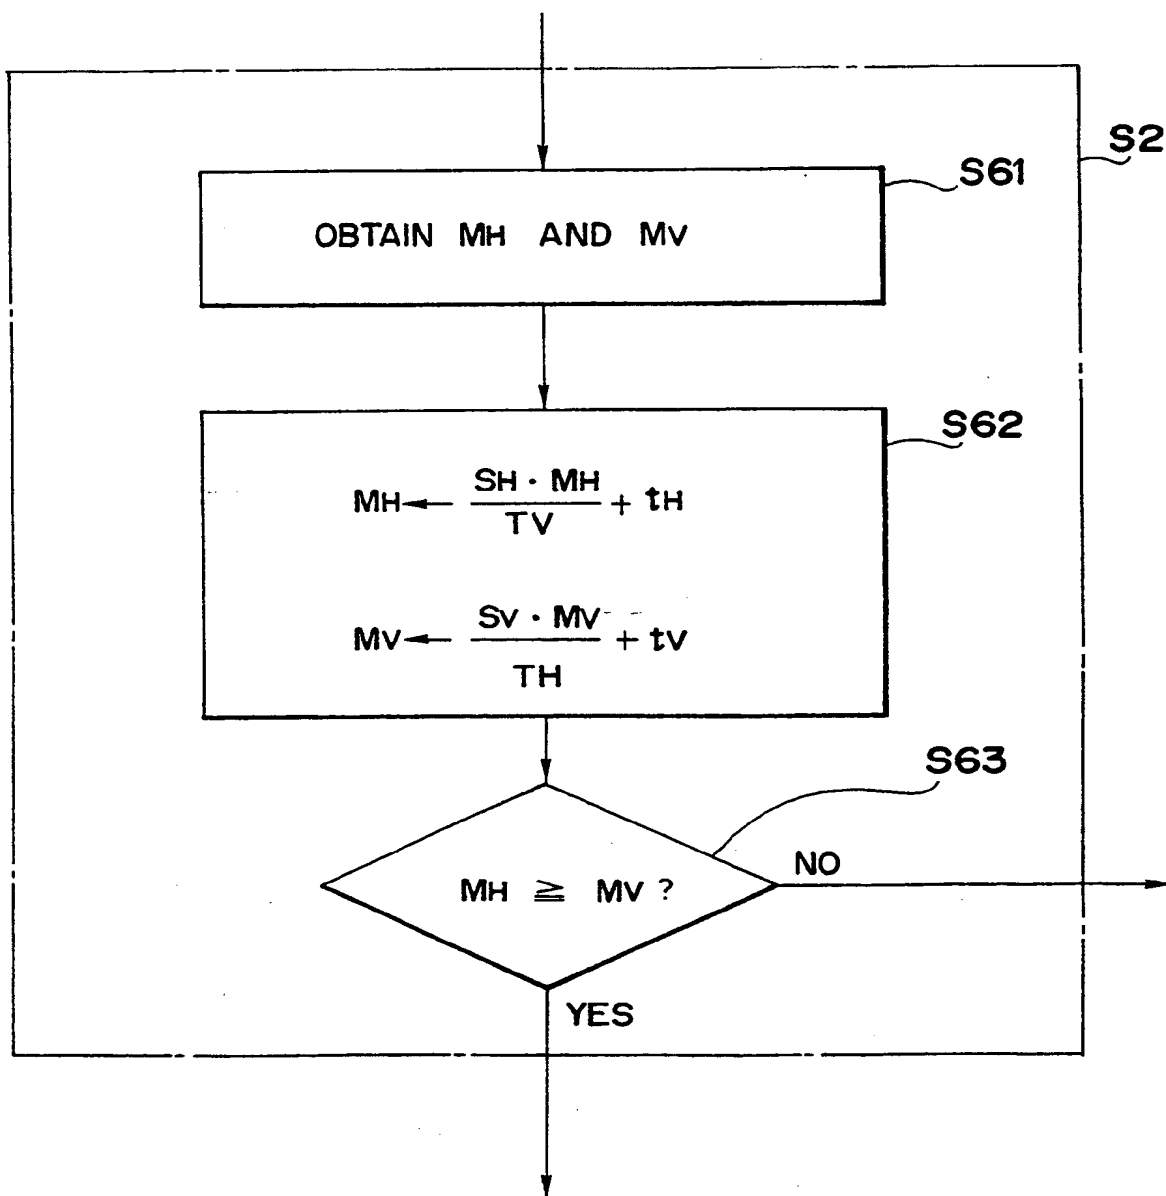 S2
S61
OBTAIN MH AND MV
S62
MH ← SH · MH / TV + tH
MV ← SV · MV / TH + tV
S63
MH ≧ MV ?
NO
YES